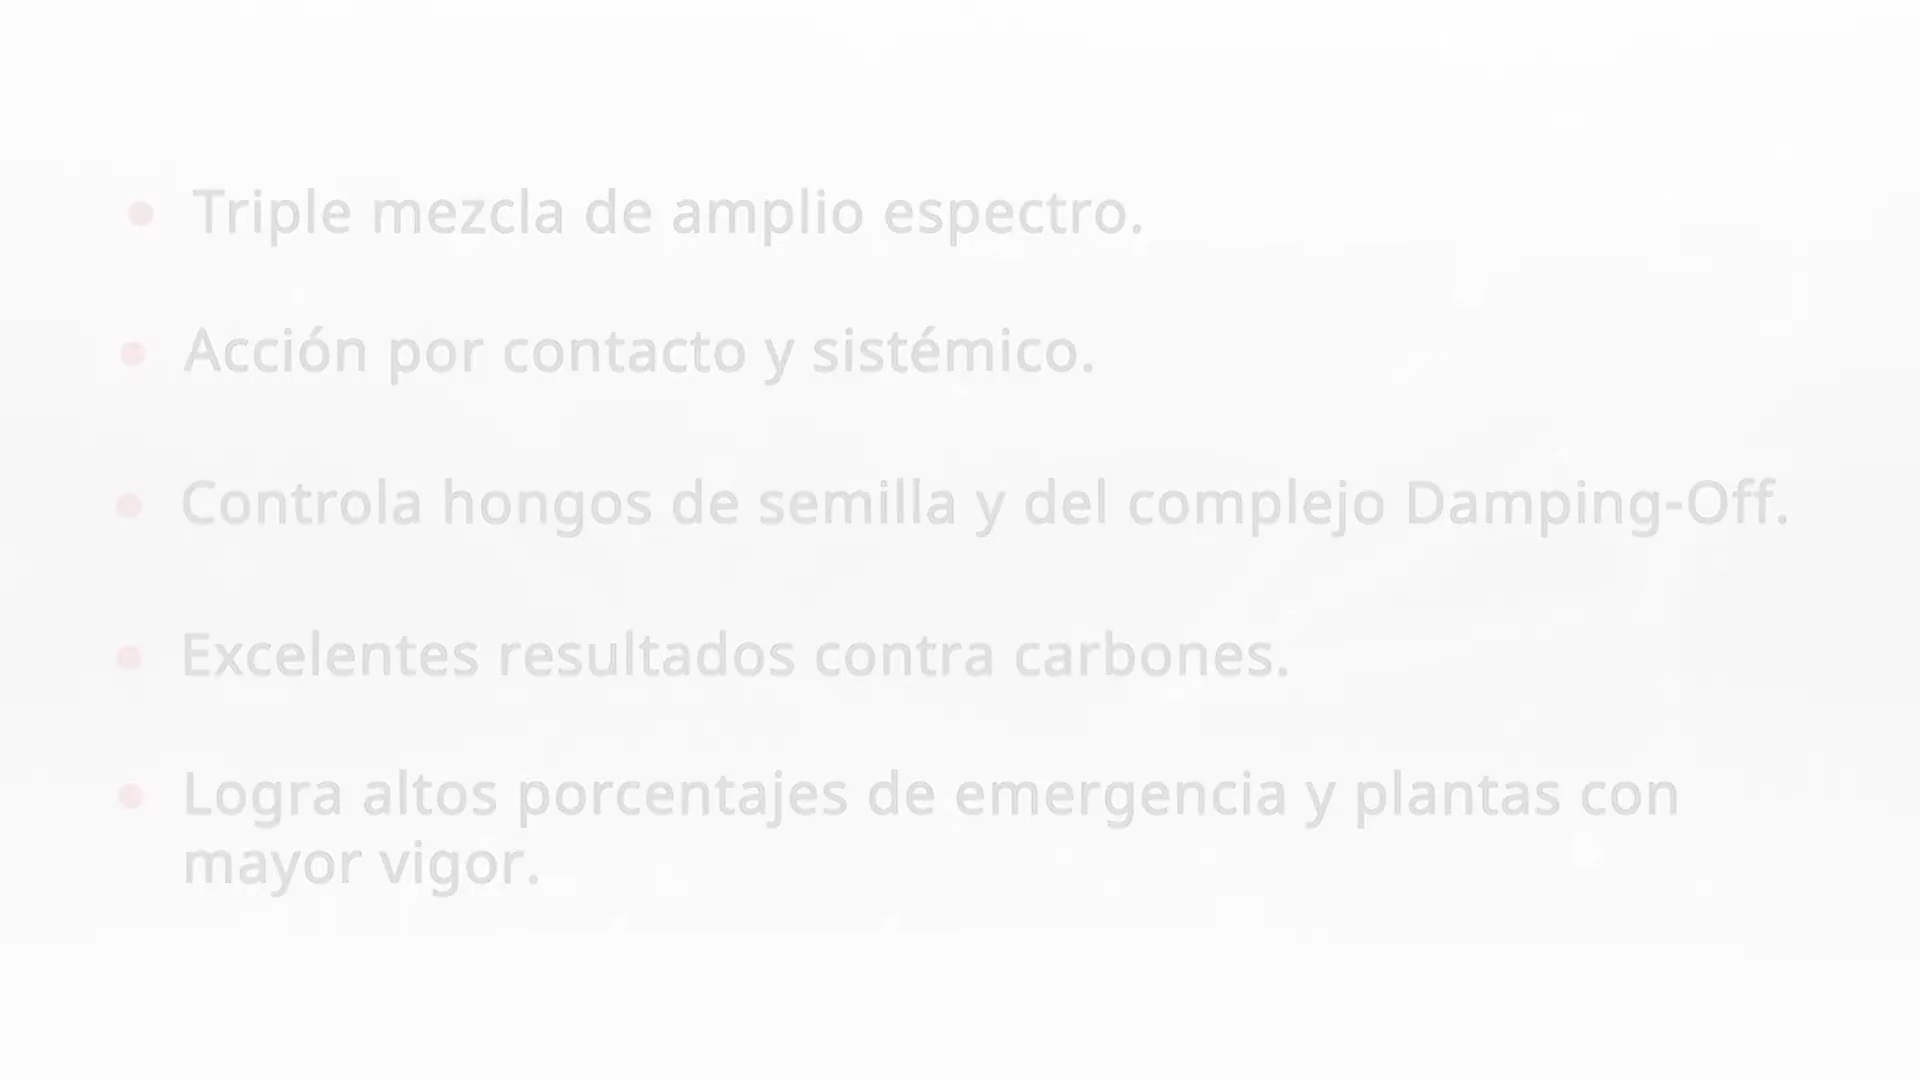 • Triple mezcla de amplio espectro.
• Acción por contacto y sistémico.
• Controla hongos de semilla y del complejo Damping-Off.
• Excelentes resultados contra carbones.
• Logra altos porcentajes de emergencia y plantas con
mayor vigor.